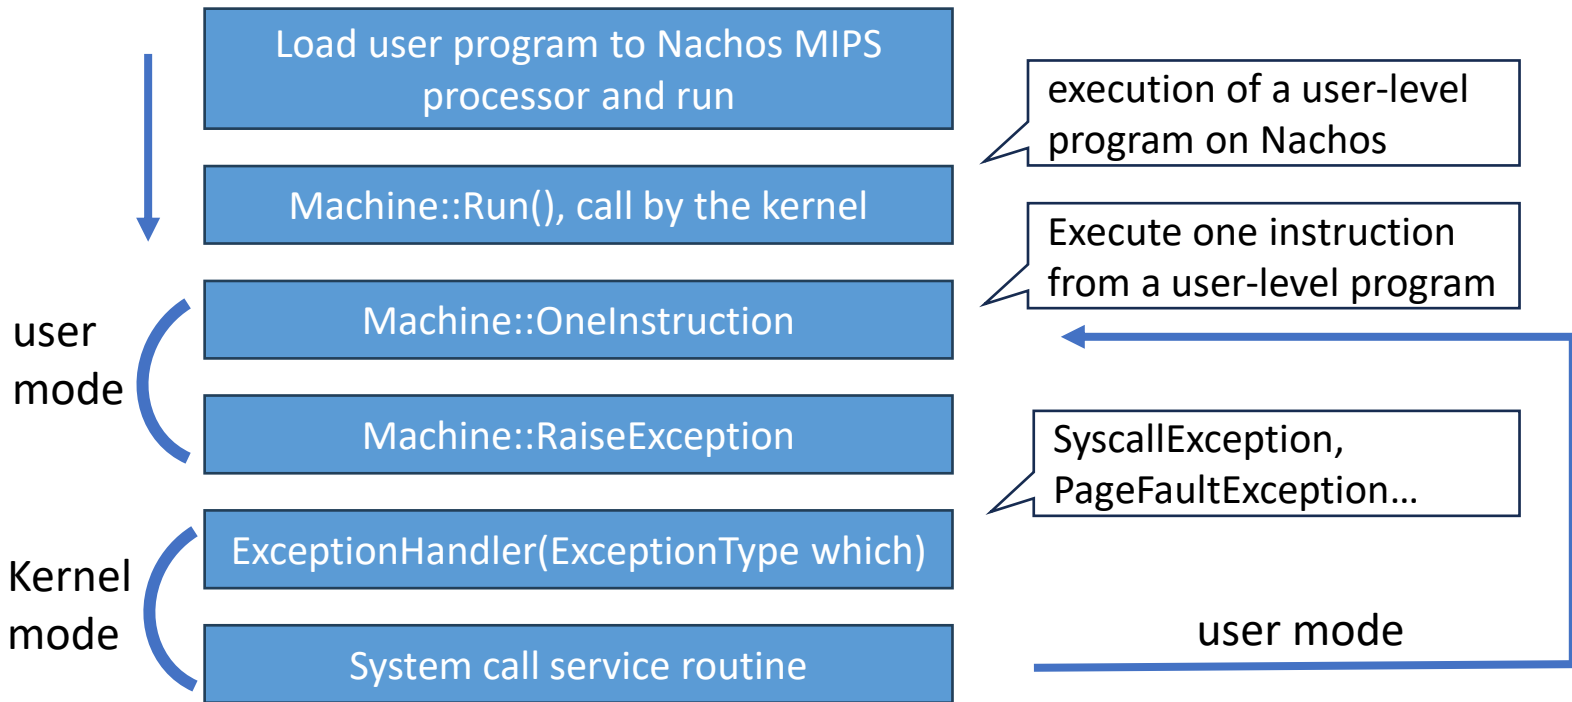 Load user program to Nachos MIPS
processor and run
execution of a user-level
program on Nachos
Machine::Run(), call by the kernel
Execute one instruction
from a user-level program
Machine::OneInstruction
user
mode
Machine::RaiseException
SyscallException,
PageFaultException...
ExceptionHandler(ExceptionType which)
Kernel
mode
System call service routine
user mode